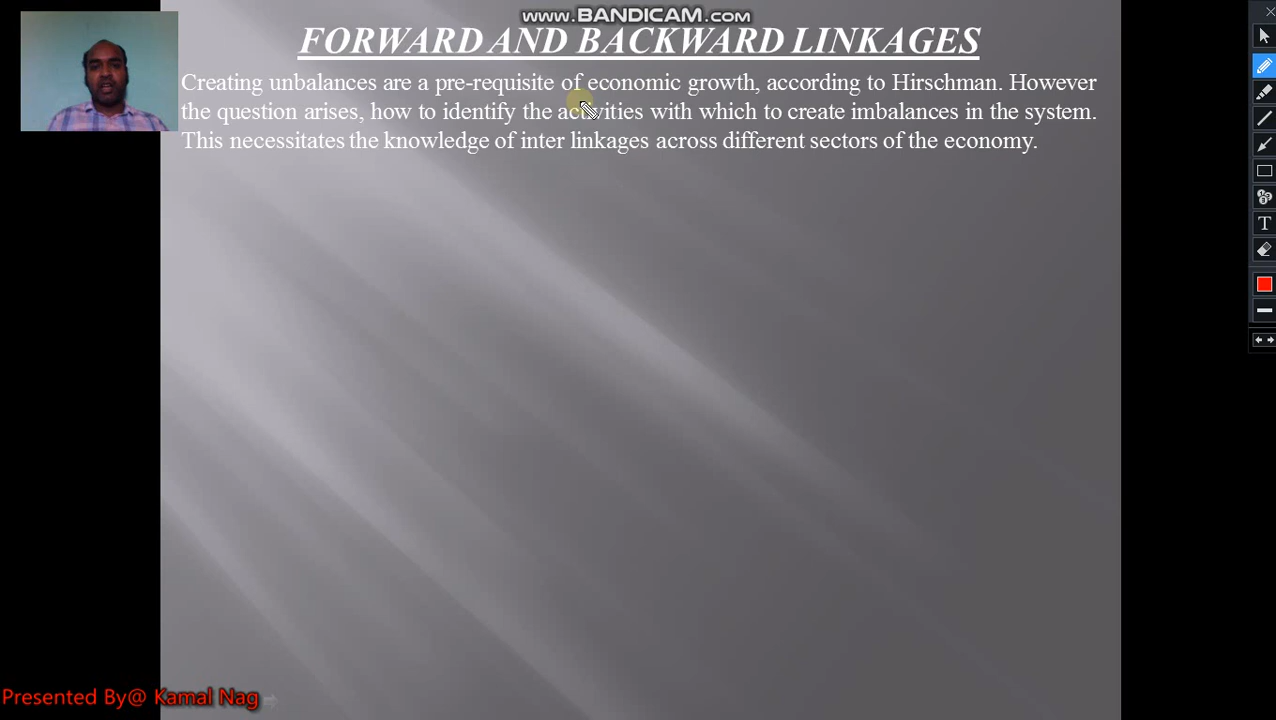 www.BANDICAM.com
FORWARD AND BACKWARD LINKAGES
Creating unbalances are a pre-requisite of economic growth, according to Hirschman. However
the question arises, how to identify the activities with which to create imbalances in the system.
This necessitates the knowledge of inter linkages across different sectors of the economy.
T
Presented By@ Kamal Nag